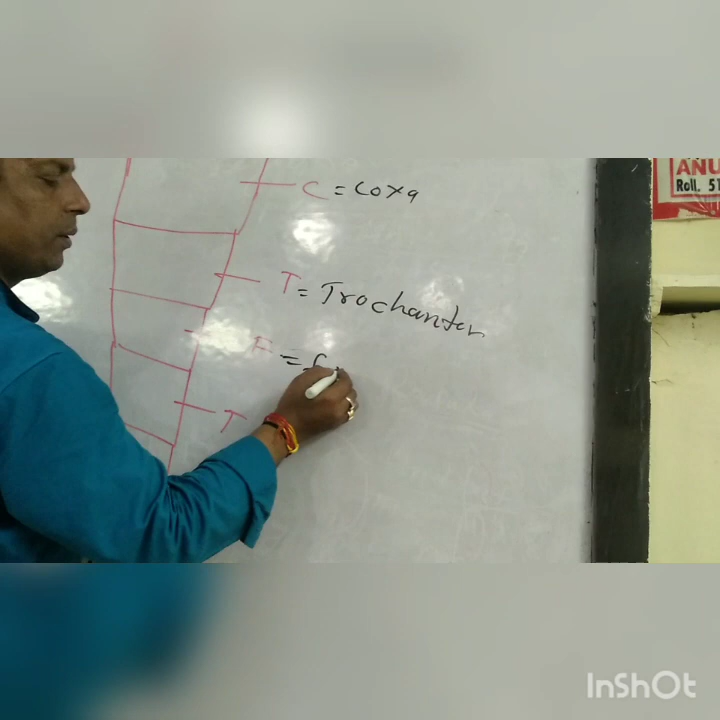 ANU
Roll. 51
C = Coxa
T = Trochanter
F = f
T
InShOt